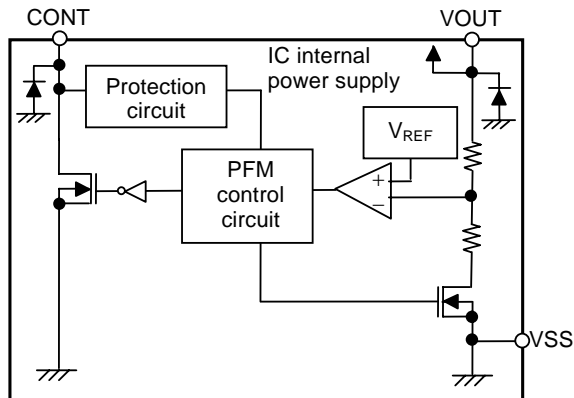 CONT
VOUT
IC internal
power supply
Protection
circuit
VREF
PFM
control
circuit
+
−
VSS